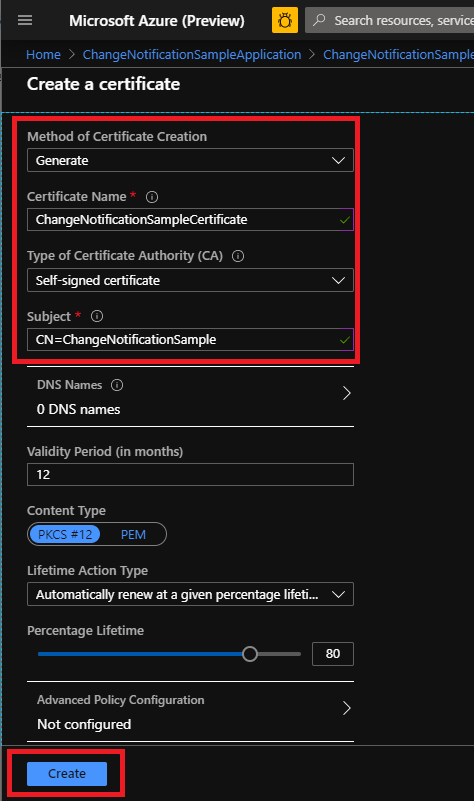 Microsoft Azure (Preview)
Search resources, service
Home > ChangeNotificationSampleApplication > ChangeNotificationSample
Create a certificate
Method of Certificate Creation
Generate
Certificate Name *
ChangeNotificationSampleCertificate
Type of Certificate Authority (CA)
Self-signed certificate
Subject *
CN=ChangeNotificationSample
DNS Names
0 DNS names
Validity Period (in months)
12
Content Type
PKCS #12 PEM
Lifetime Action Type
Automatically renew at a given percentage lifeti...
Percentage Lifetime
80
Advanced Policy Configuration
Not configured
Create